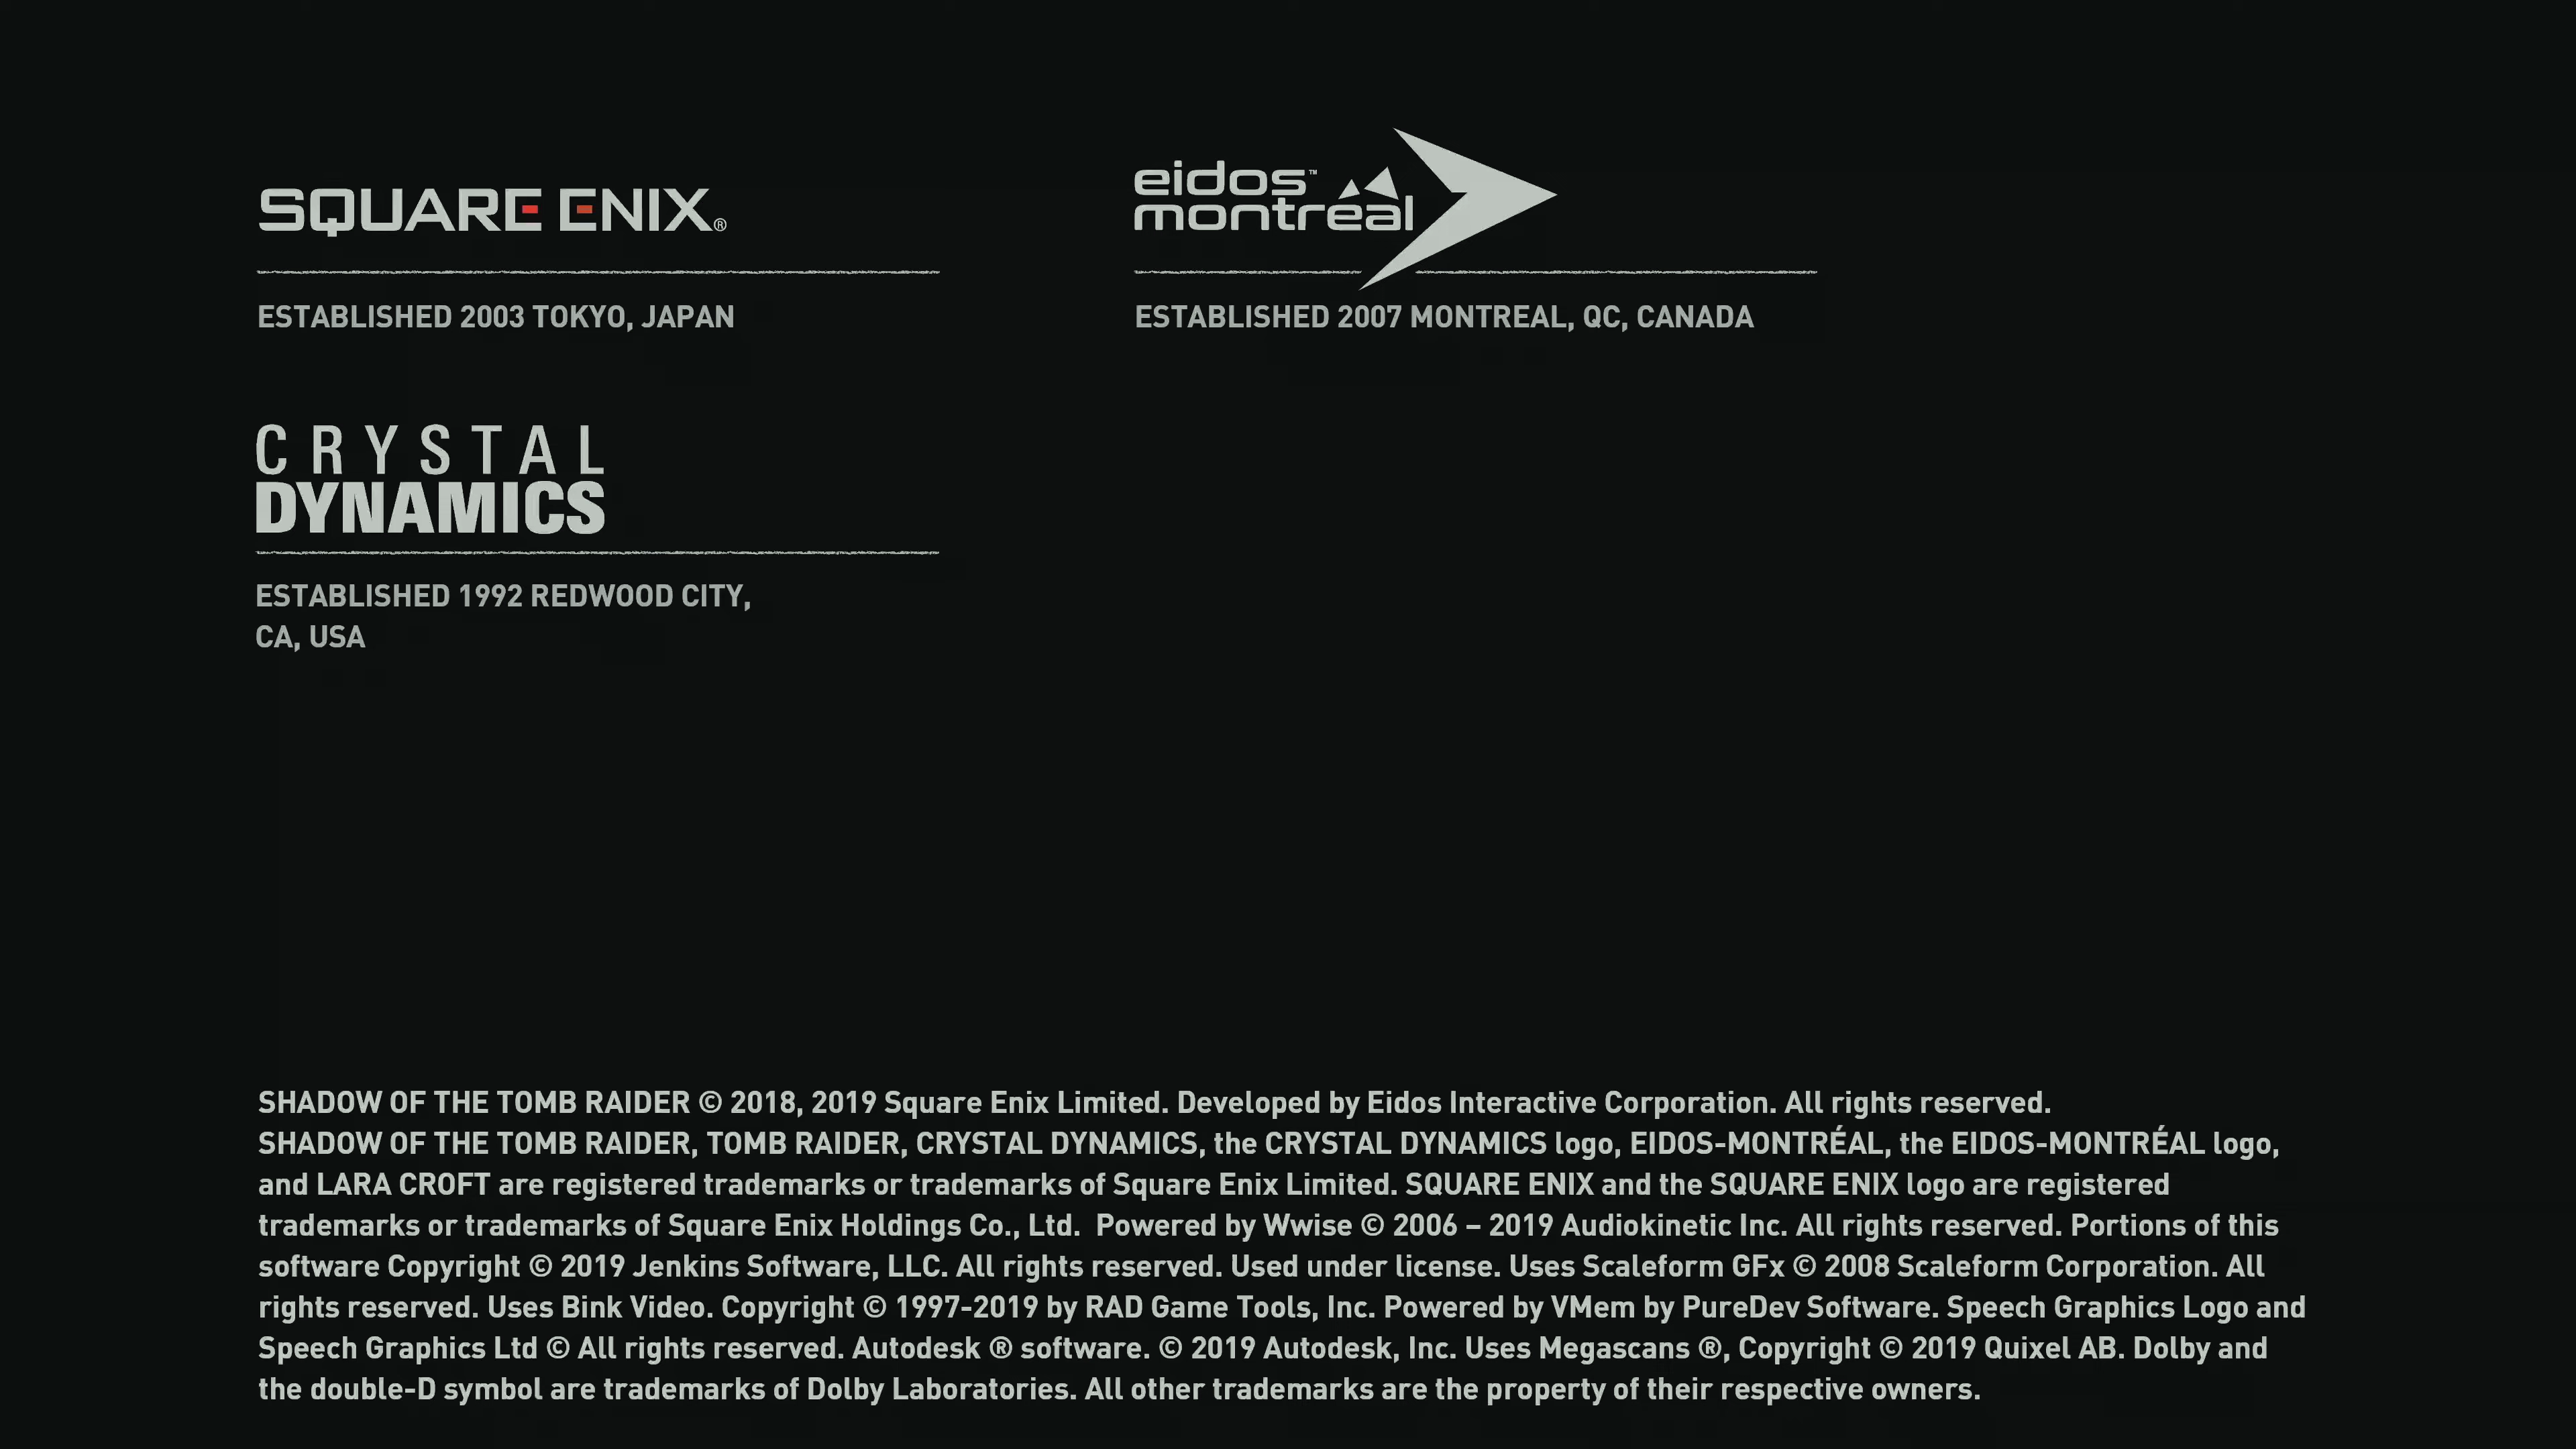 SQUARE ENIX®
ESTABLISHED 2003 TOKYO, JAPAN
eidos™
montréal
ESTABLISHED 2007 MONTREAL, QC, CANADA
CRYSTAL
DYNAMICS
ESTABLISHED 1992 REDWOOD CITY,
CA, USA
SHADOW OF THE TOMB RAIDER © 2018, 2019 Square Enix Limited. Developed by Eidos Interactive Corporation. All rights reserved.
SHADOW OF THE TOMB RAIDER, TOMB RAIDER, CRYSTAL DYNAMICS, the CRYSTAL DYNAMICS logo, EIDOS-MONTRÉAL, the EIDOS-MONTRÉAL logo,
and LARA CROFT are registered trademarks or trademarks of Square Enix Limited. SQUARE ENIX and the SQUARE ENIX logo are registered
trademarks or trademarks of Square Enix Holdings Co., Ltd.  Powered by Wwise © 2006 – 2019 Audiokinetic Inc. All rights reserved. Portions of this
software Copyright © 2019 Jenkins Software, LLC. All rights reserved. Used under license. Uses Scaleform GFx © 2008 Scaleform Corporation. All
rights reserved. Uses Bink Video. Copyright © 1997-2019 by RAD Game Tools, Inc. Powered by VMem by PureDev Software. Speech Graphics Logo and
Speech Graphics Ltd © All rights reserved. Autodesk ® software. © 2019 Autodesk, Inc. Uses Megascans ®, Copyright © 2019 Quixel AB. Dolby and
the double-D symbol are trademarks of Dolby Laboratories. All other trademarks are the property of their respective owners.